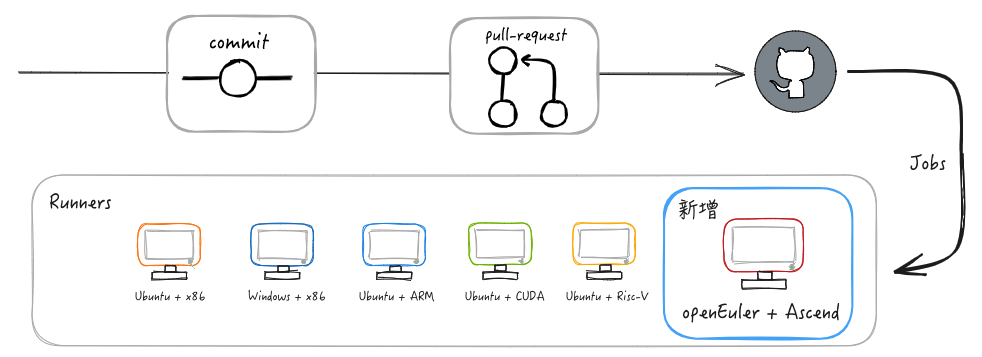 commit
pull-request
Jobs
Runners
新增
Ubuntu + x86
Windows + x86
Ubuntu + ARM
Ubuntu + CUDA
Ubuntu + Risc-V
openEuler + Ascend